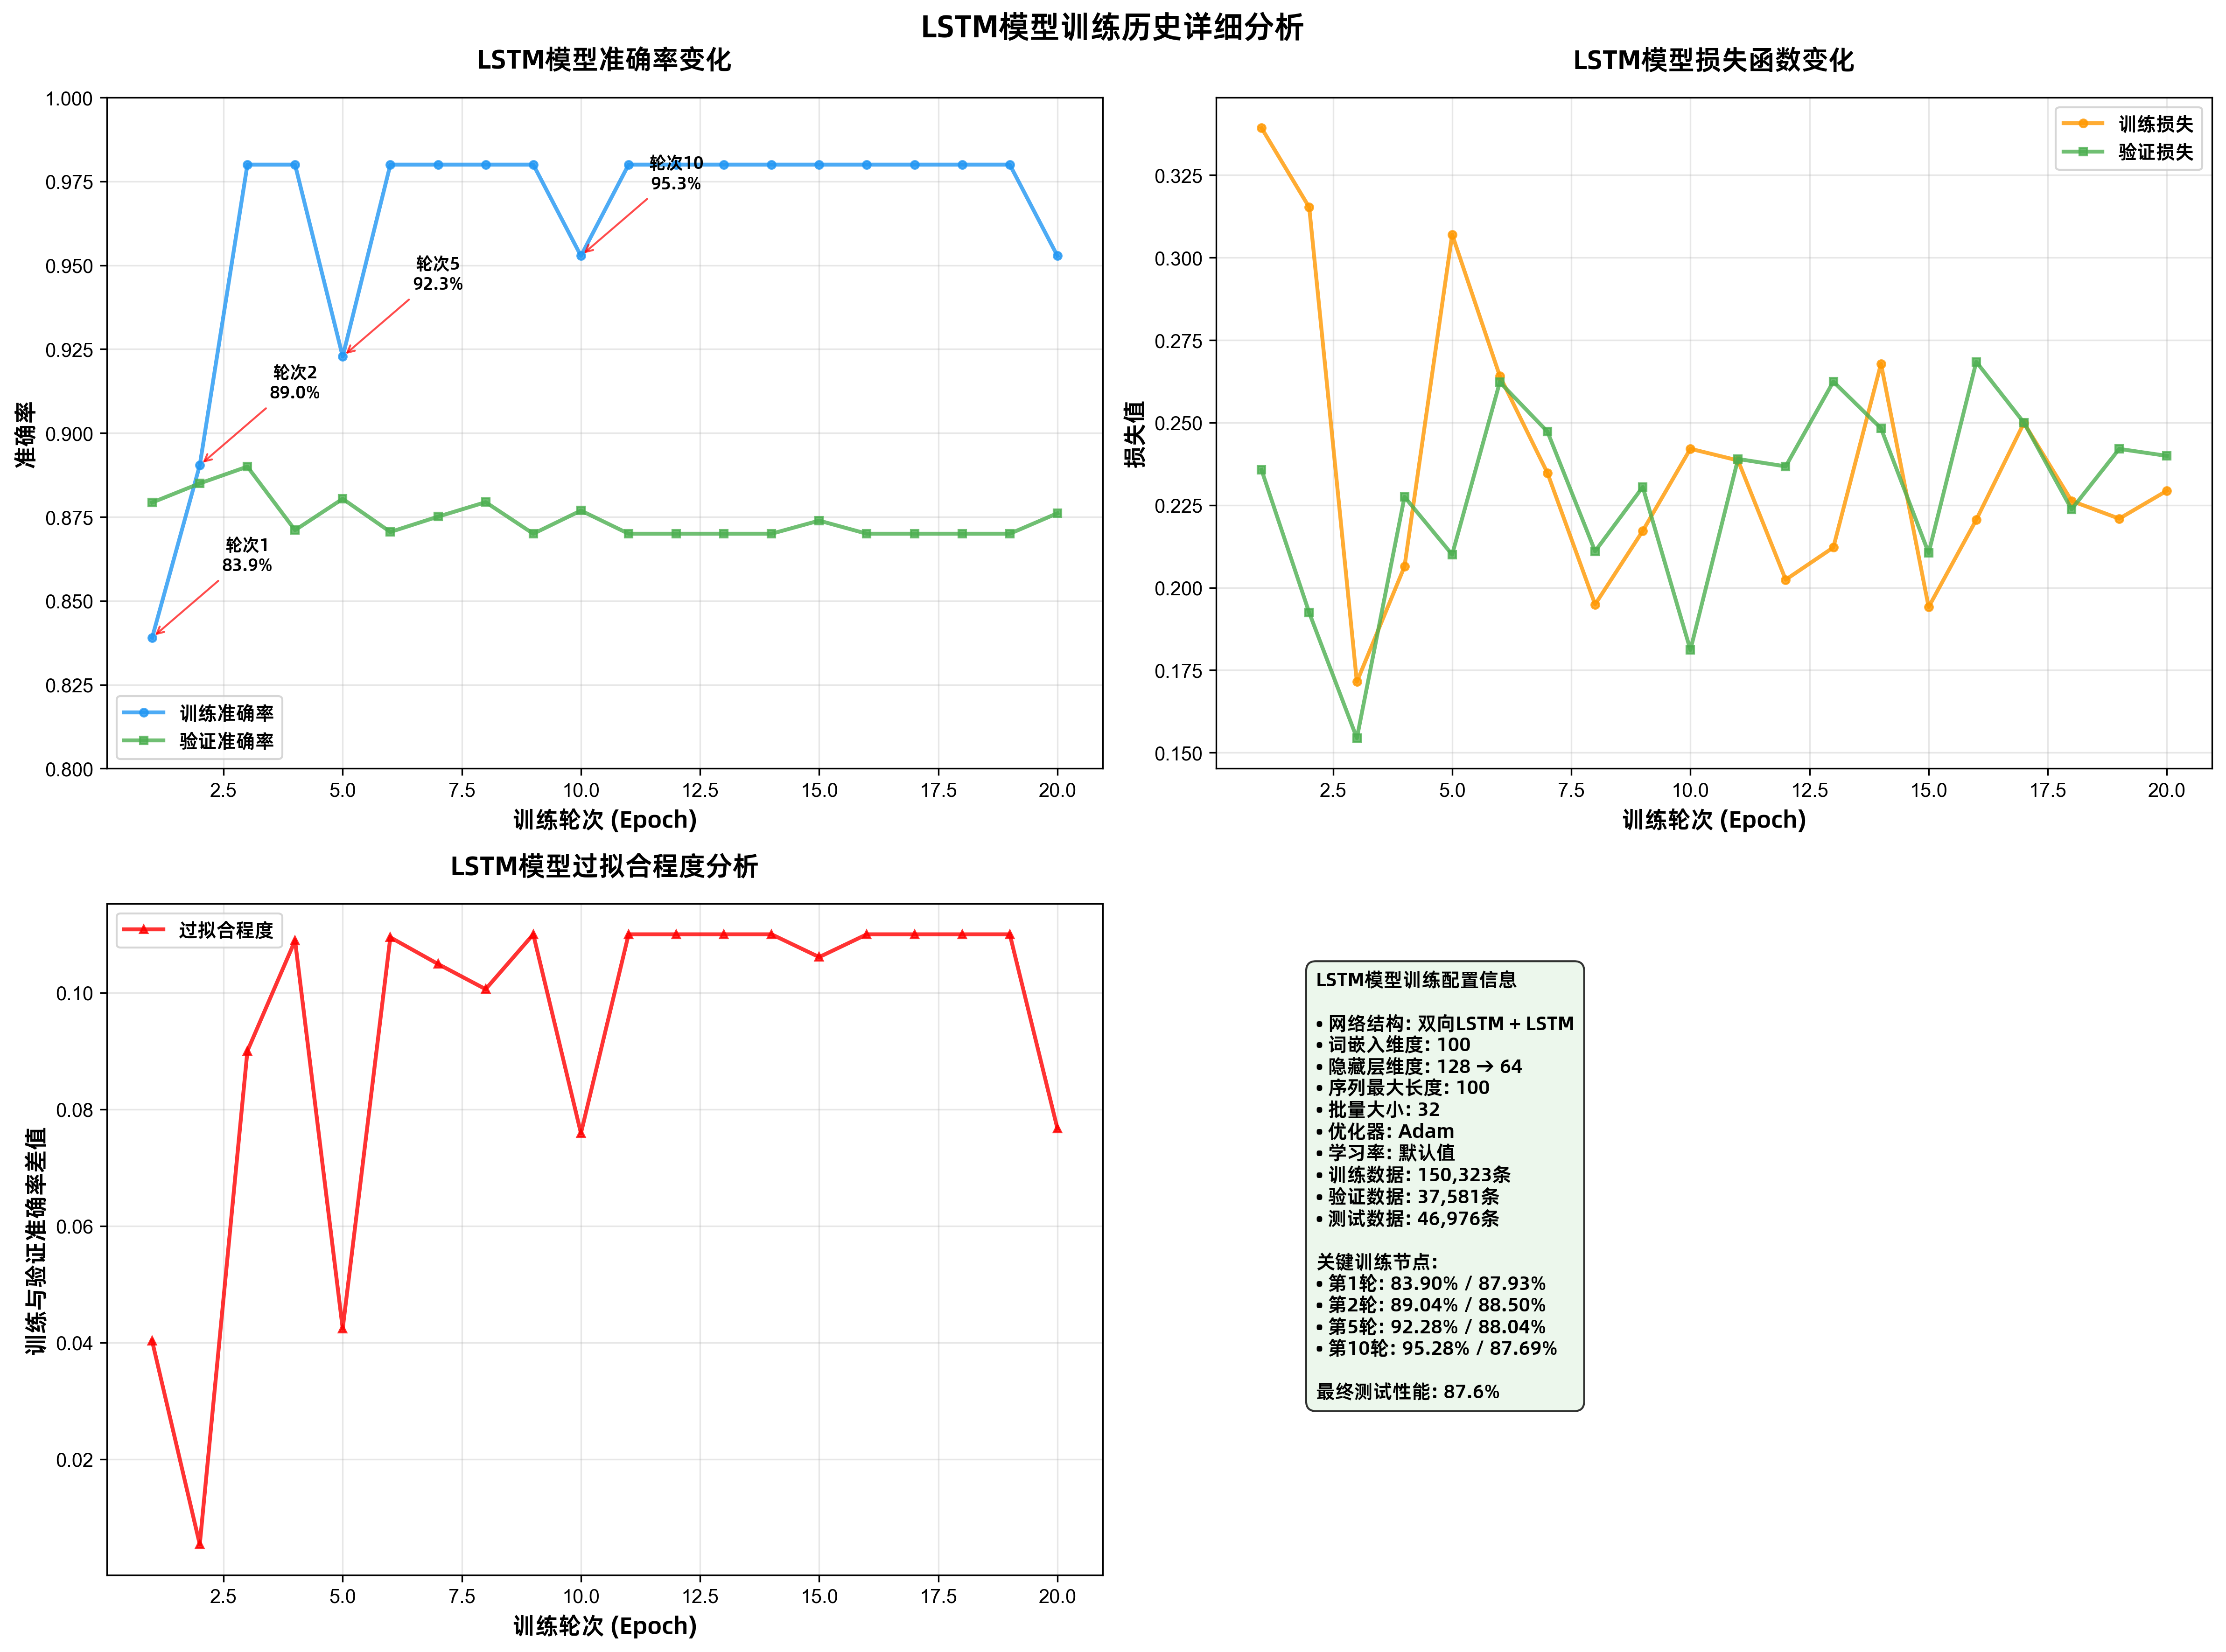 LSTM模型训练历史详细分析
LSTM模型准确率变化
1.000
0.975
0.950
0.925
0.900
0.875
0.850
0.825
0.800
准确率
轮次10
95.3%
轮次5
92.3%
轮次2
89.0%
轮次1
83.9%
训练准确率
验证准确率
2.5 5.0 7.5 10.0 12.5 15.0 17.5 20.0
训练轮次 (Epoch)
LSTM模型损失函数变化
训练损失
验证损失
0.325
0.300
0.275
0.250
0.225
0.200
0.175
0.150
损失值
2.5 5.0 7.5 10.0 12.5 15.0 17.5 20.0
训练轮次 (Epoch)
LSTM模型过拟合程度分析
过拟合程度
0.10
0.08
0.06
0.04
0.02
训练与验证准确率差值
2.5 5.0 7.5 10.0 12.5 15.0 17.5 20.0
训练轮次 (Epoch)
LSTM模型训练配置信息
• 网络结构: 双向LSTM + LSTM
• 词嵌入维度: 100
• 隐藏层维度: 128 → 64
• 序列最大长度: 100
• 批量大小: 32
• 优化器: Adam
• 学习率: 默认值
• 训练数据: 150,323条
• 验证数据: 37,581条
• 测试数据: 46,976条
关键训练节点:
• 第1轮: 83.90% / 87.93%
• 第2轮: 89.04% / 88.50%
• 第5轮: 92.28% / 88.04%
• 第10轮: 95.28% / 87.69%
最终测试性能: 87.6%